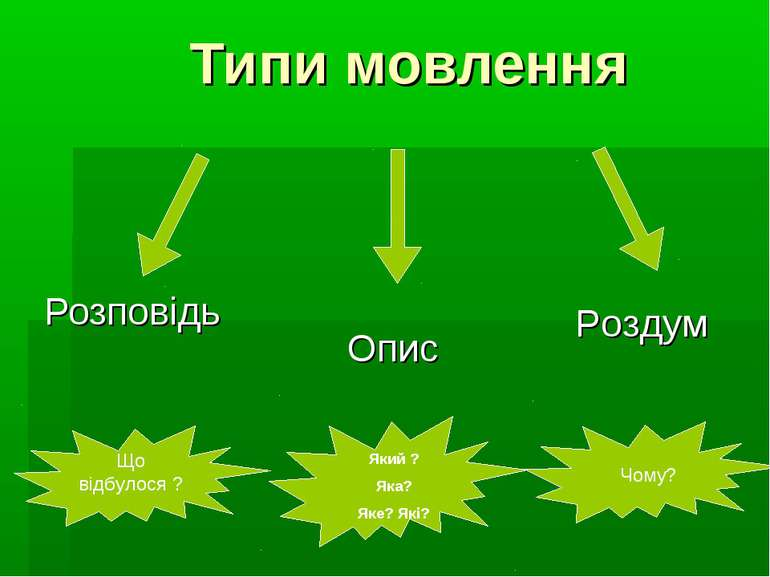 Типи мовлення
Розповідь
Опис
Роздум
Що
відбулося ?
Який ?
Яка?
Яке? Які?
Чому?